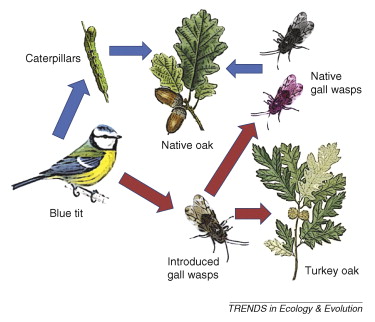 Caterpillars
Native oak
Native
gall wasps
Blue tit
Introduced
gall wasps
Turkey oak
TRENDS in Ecology & Evolution